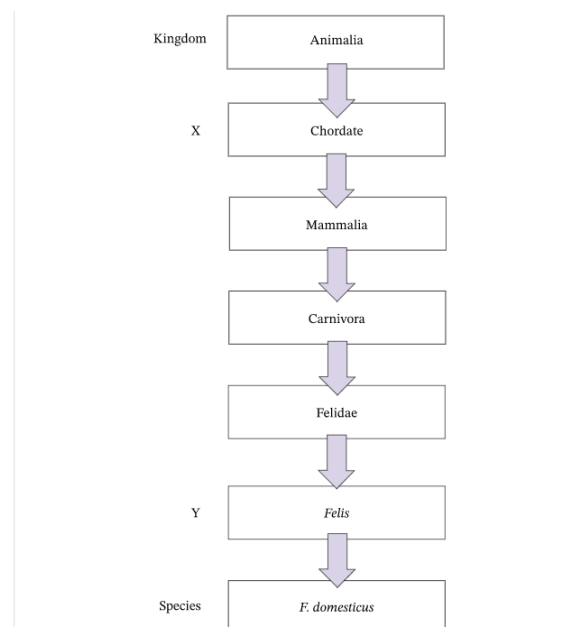 Kingdom Animalia
X Chordate
Mammalia
Carnivora
Felidae
Y Felis
Species F. domesticus